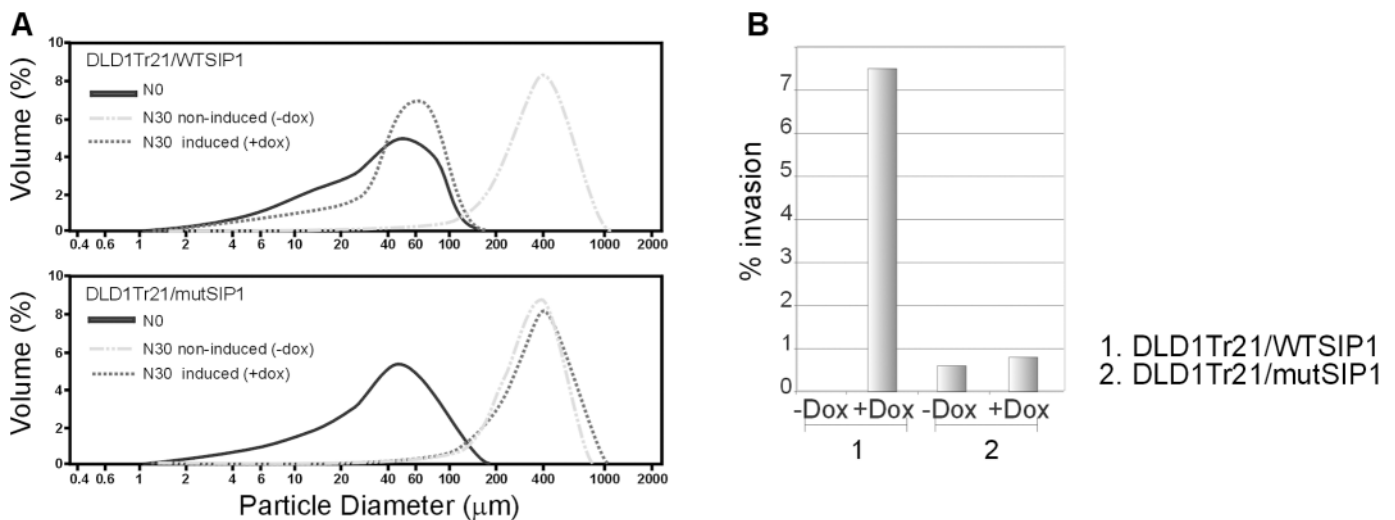 A
10
8
6
4
2
0
Volume (%)
DLD1Tr21/WTSIP1
N0
N30 non-induced (-dox)
N30 induced (+dox)
0.4 0.6 1 2 4 6 10 20 40 60 100 200 400 1000 2000
10
8
6
4
2
0
Volume (%)
DLD1Tr21/mutSIP1
N0
N30 non-induced (-dox)
N30 induced (+dox)
0.4 0.6 1 2 4 6 10 20 40 60 100 200 400 1000 2000
Particle Diameter (μm)
B
7
6
5
4
3
2
1
0
% invasion
-Dox +Dox -Dox +Dox
1 2
1. DLD1Tr21/WTSIP1
2. DLD1Tr21/mutSIP1